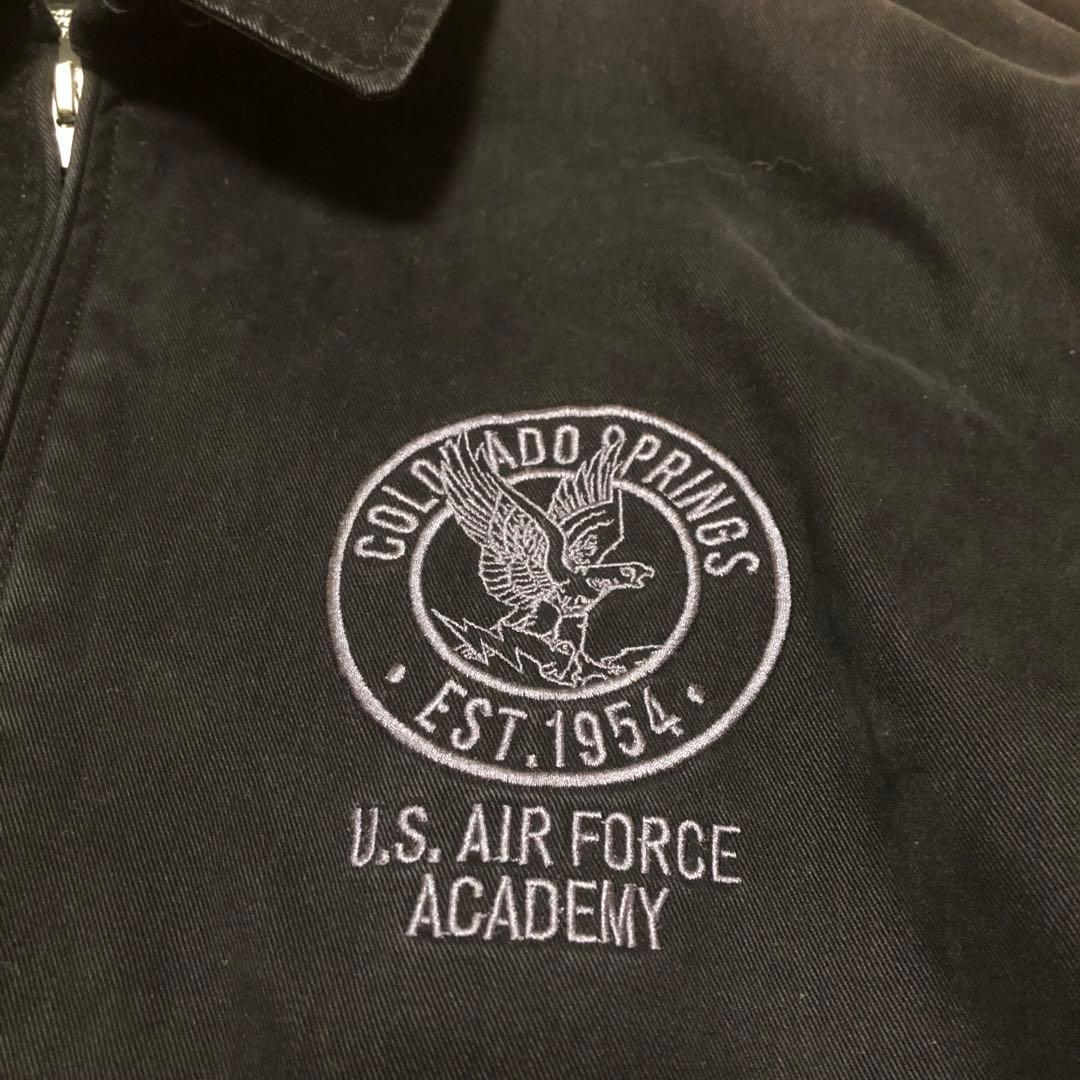 COLORADO SPRINGS
· EST. 1954 ·
U.S. AIR FORCE
ACADEMY